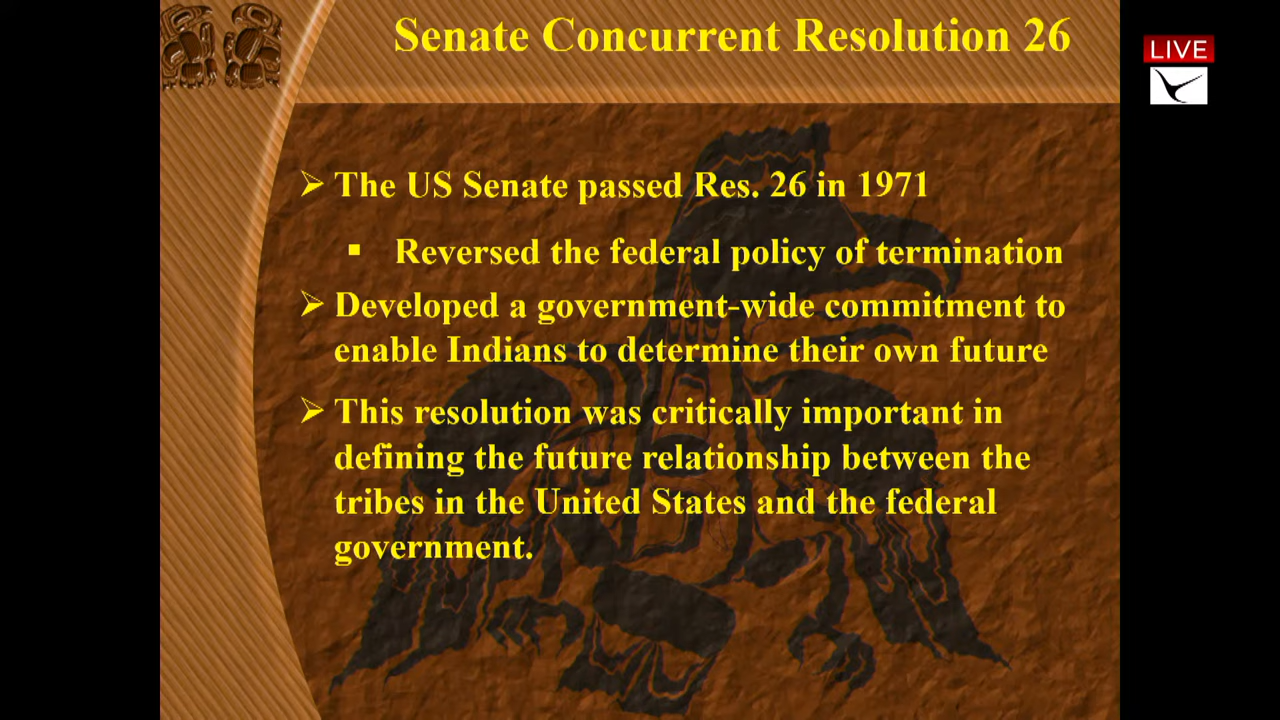 Senate Concurrent Resolution 26
LIVE
The US Senate passed Res. 26 in 1971
Reversed the federal policy of termination
Developed a government-wide commitment to
enable Indians to determine their own future
This resolution was critically important in
defining the future relationship between the
tribes in the United States and the federal
government.